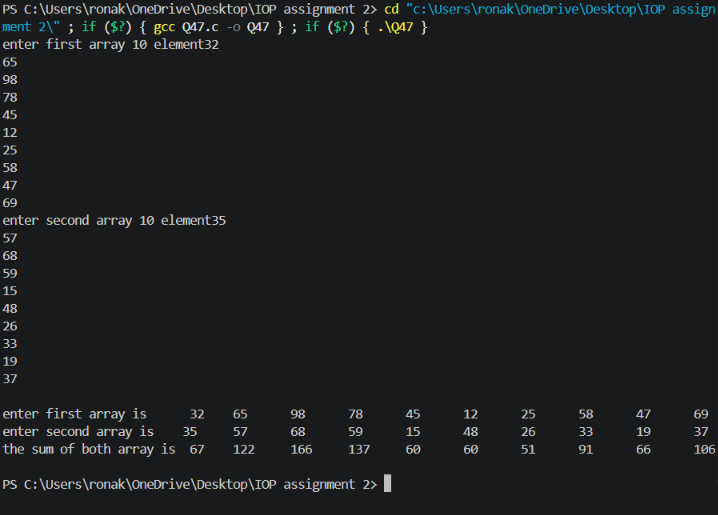 PS C:\Users\ronak\OneDrive\Desktop\IOP assignment 2> cd "c:\Users\ronak\OneDrive\Desktop\IOP assign
ment 2\" ; if ($?) { gcc Q47.c -o Q47 } ; if ($?) { .\Q47 }
enter first array 10 element32
65
98
78
45
12
25
58
47
69
enter second array 10 element35
57
68
59
15
48
26
33
19
37
enter first array is 32 65 98 78 45 12 25 58 47 69
enter second array is 35 57 68 59 15 48 26 33 19 37
the sum of both array is 67 122 166 137 60 60 51 91 66 106
PS C:\Users\ronak\OneDrive\Desktop\IOP assignment 2>